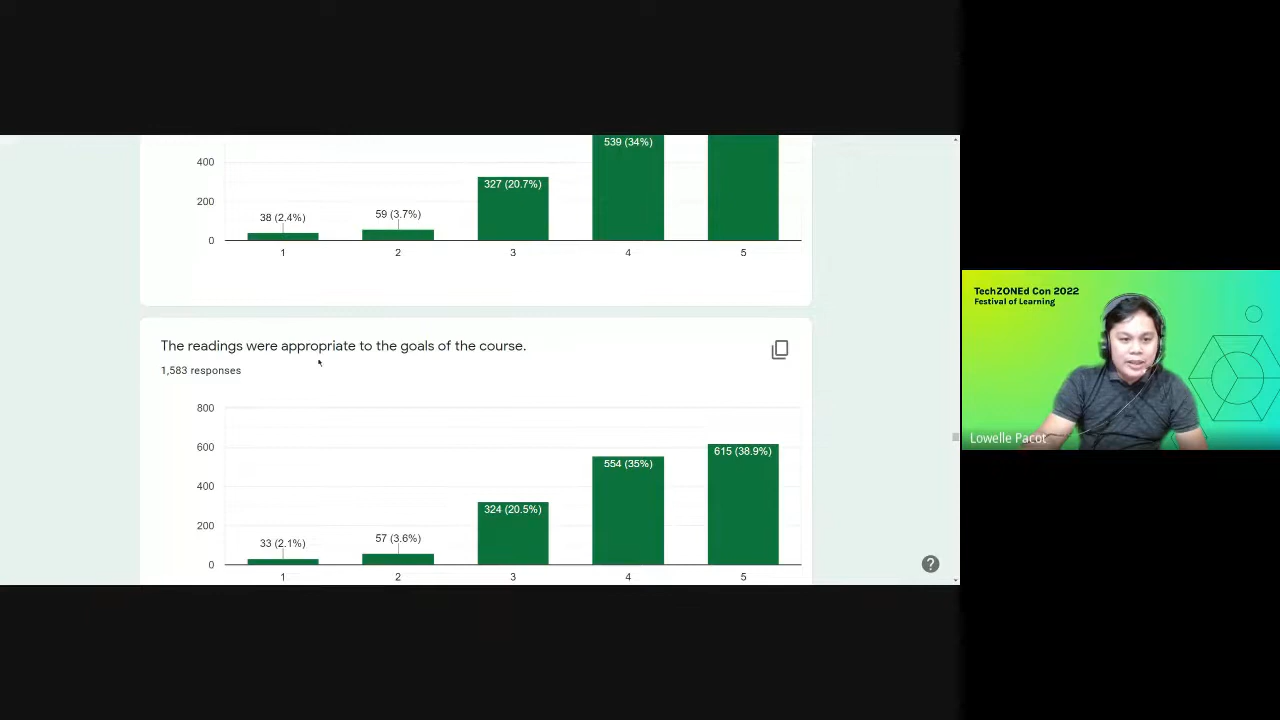 539 (34%)
400
327 (20.7%)
200
59 (3.7%)
38 (2.4%)
0
1 2 3 4 5
The readings were appropriate to the goals of the course.
1,583 responses
800
600
615 (38.9%)
554 (35%)
400
324 (20.5%)
200
57 (3.6%)
33 (2.1%)
0
1 2 3 4 5
?
TechZONEd Con 2022
Festival of Learning
Lowelle Pacot